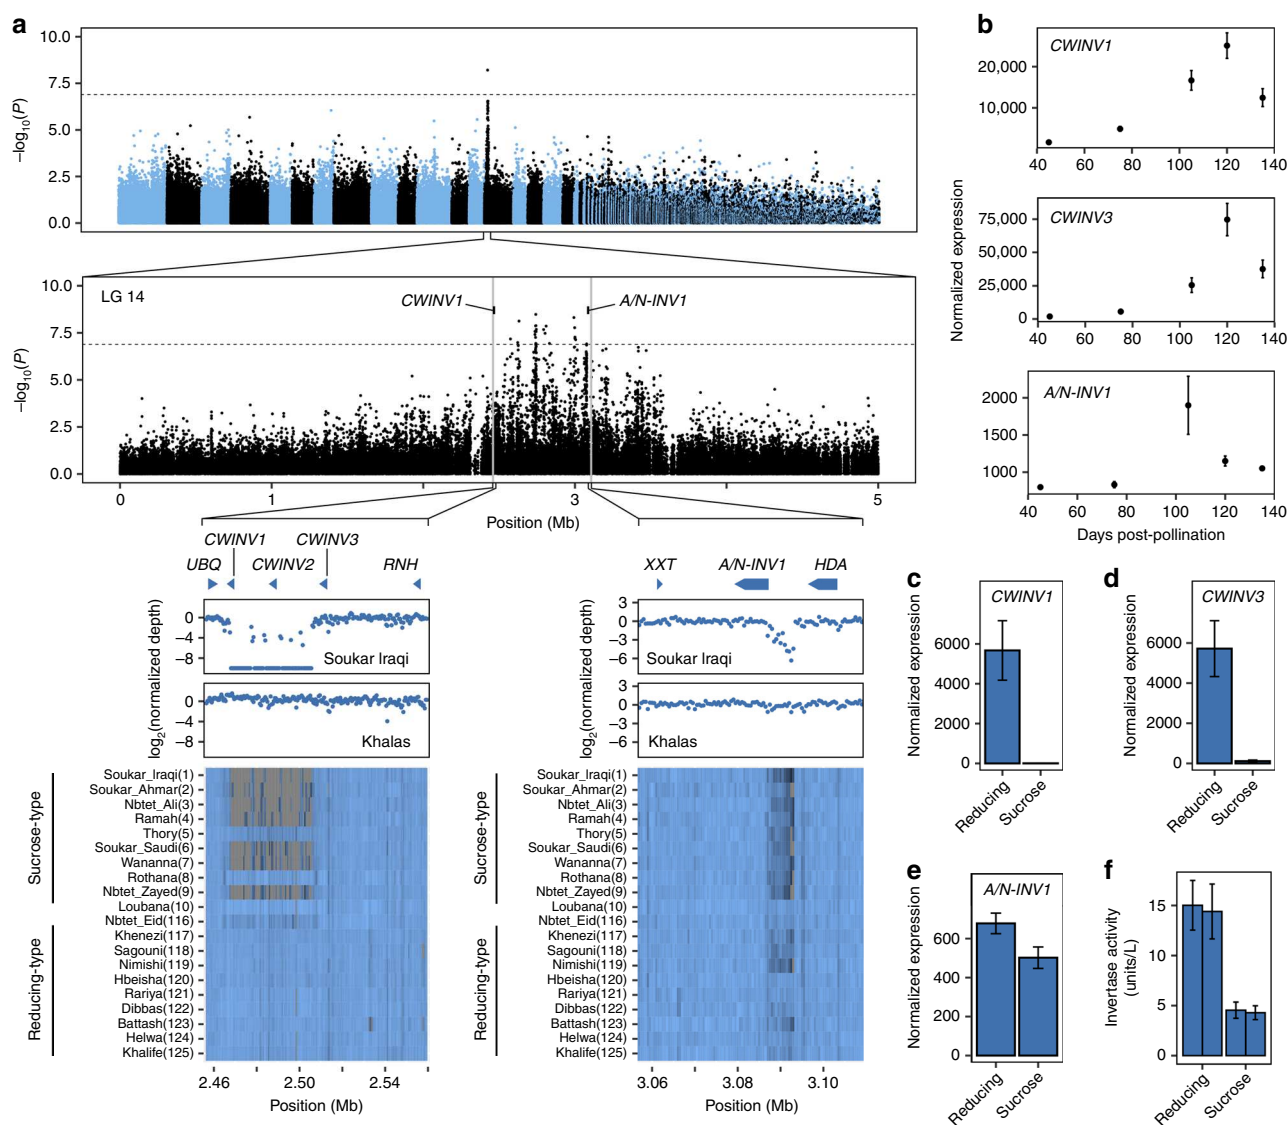 a
10.0
7.5
5.0
2.5
0.0
–log10(P)
LG 14
CWINV1
A/N-INV1
10.0
7.5
5.0
2.5
0.0
–log10(P)
0
1
3
5
Position (Mb)
CWINV1
CWINV3
UBQ
CWINV2
RNH
XXT
A/N-INV1
HDA
log2(normalized depth)
0
−4
−8
Soukar Iraqi
0
−4
−8
Khalas
3
0
−3
−6
Soukar Iraqi
3
0
−3
−6
Khalas
Sucrose-type
Reducing-type
Soukar_Iraqi(1)
Soukar_Ahmar(2)
Nbtet_Ali(3)
Ramah(4)
Thory(5)
Soukar_Saudi(6)
Wananna(7)
Rothana(8)
Nbtet_Zayed(9)
Loubana(10)
Nbtet_Eid(116)
Khenezi(117)
Sagouni(118)
Nimishi(119)
Hbeisha(120)
Rariya(121)
Dibbas(122)
Battash(123)
Helwa(124)
Khalife(125)
2.46
2.50
2.54
Position (Mb)
Sucrose-type
Reducing-type
Soukar_Iraqi(1)
Soukar_Ahmar(2)
Nbtet_Ali(3)
Ramah(4)
Thory(5)
Soukar_Saudi(6)
Wananna(7)
Rothana(8)
Nbtet_Zayed(9)
Loubana(10)
Nbtet_Eid(116)
Khenezi(117)
Sagouni(118)
Nimishi(119)
Hbeisha(120)
Rariya(121)
Dibbas(122)
Battash(123)
Helwa(124)
Khalife(125)
3.06
3.08
3.10
Position (Mb)
b
CWINV1
20,000
10,000
40 60 80 100 120 140
CWINV3
75,000
50,000
25,000
0
40 60 80 100 120 140
A/N-INV1
2000
1500
1000
40 60 80 100 120 140
Normalized expression
Days post-pollination
c
CWINV1
Normalized expression
6000
4000
2000
0
Reducing
Sucrose
d
CWINV3
Normalized expression
6000
4000
2000
0
Reducing
Sucrose
e
A/N-INV1
Normalized expression
600
300
0
Reducing
Sucrose
f
Invertase activity
(units/L)
15
10
5
0
Reducing
Sucrose